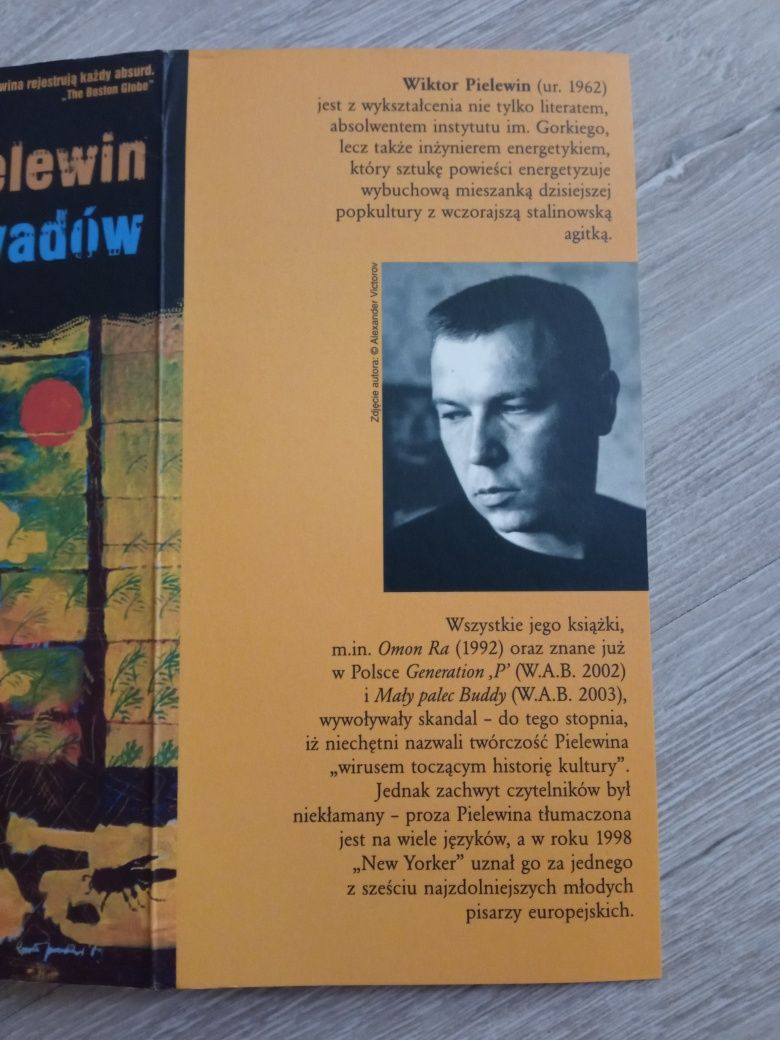 wina rejestrują każdy absurd.
„The Boston Globe”
elewin
wadów
Wiktor Pielewin (ur. 1962)
jest z wykształcenia nie tylko literatem,
absolwentem instytutu im. Gorkiego,
lecz także inżynierem energetykiem,
który sztukę powieści energetyzuje
wybuchową mieszanką dzisiejszej
popkultury z wczorajszą stalinowską
agitką.
Zdjęcie autora: © Alexander Victorov
Wszystkie jego książki,
m.in. Omon Ra (1992) oraz znane już
w Polsce Generation ‚P’ (W.A.B. 2002)
i Mały palec Buddy (W.A.B. 2003),
wywoływały skandal – do tego stopnia,
iż niechętni nazwali twórczość Pielewina
„wirusem toczącym historię kultury”.
Jednak zachwyt czytelników był
niekłamany – proza Pielewina tłumaczona
jest na wiele języków, a w roku 1998
„New Yorker” uznał go za jednego
z sześciu najzdolniejszych młodych
pisarzy europejskich.